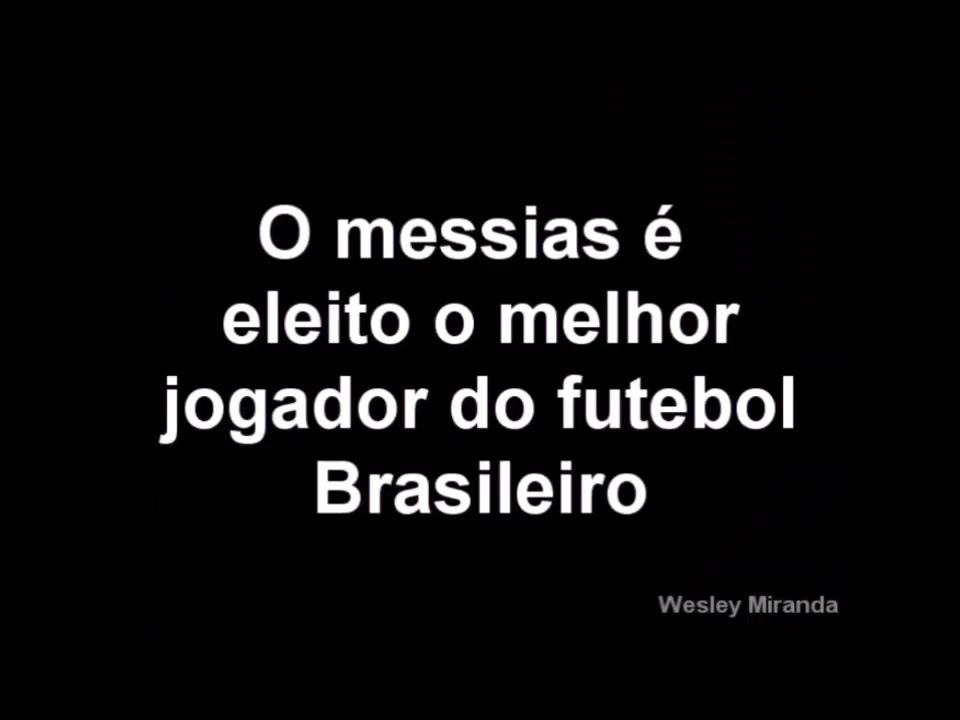 O messias é
eleito o melhor
jogador do futebol
Brasileiro
Wesley Miranda